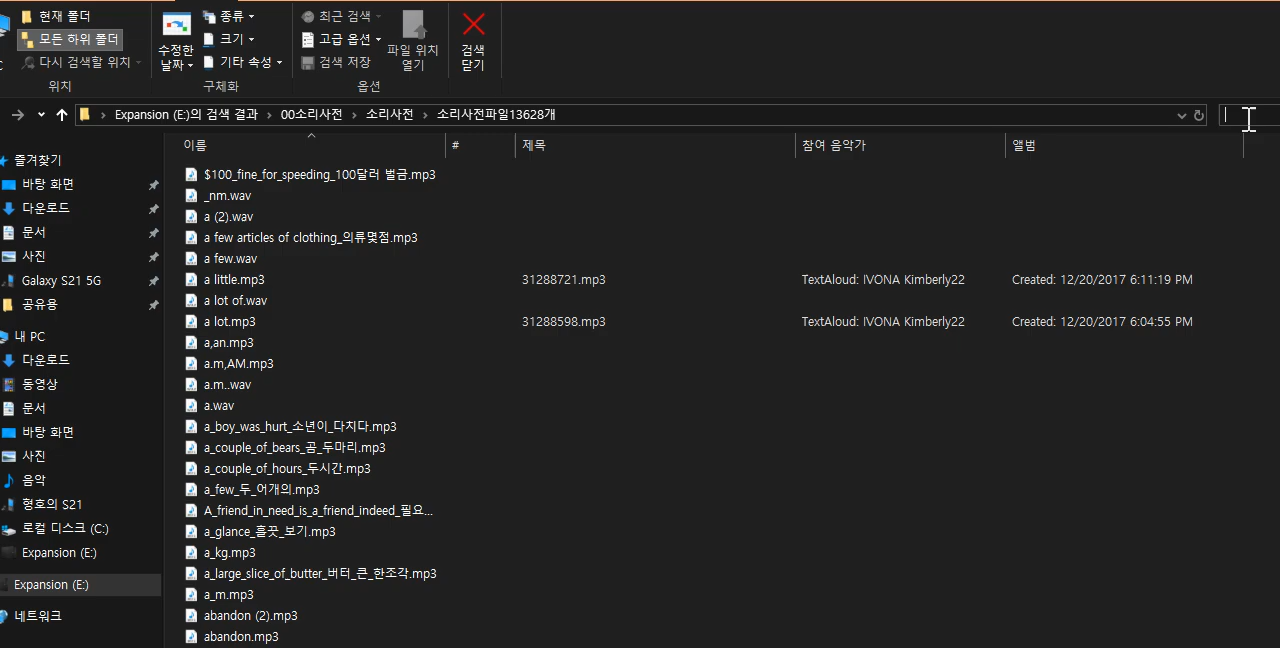 현재 폴더
모든 하위 폴더
다시 검색할 위치
위치
수정한 날짜
종류
크기
기타 속성
구체화
최근 검색
고급 옵션
검색 저장
파일 위치 열기
옵션
검색 닫기
Expansion (E:)의 검색 결과 › 00소리사전 › 소리사전 › 소리사전파일13628개
이름 # 제목 참여 음악가 앨범
즐겨찾기
바탕 화면
다운로드
문서
사진
Galaxy S21 5G
공유용
내 PC
다운로드
동영상
문서
바탕 화면
사진
음악
형호의 S21
로컬 디스크 (C:)
Expansion (E:)
Expansion (E:)
네트워크
$100_fine_for_speeding_100달러 벌금.mp3
_nm.wav
a (2).wav
a few articles of clothing_의류몇점.mp3
a few.wav
a little.mp3 31288721.mp3 TextAloud: IVONA Kimberly22 Created: 12/20/2017 6:11:19 PM
a lot of.wav
a lot.mp3 31288598.mp3 TextAloud: IVONA Kimberly22 Created: 12/20/2017 6:04:55 PM
a,an.mp3
a.m,AM.mp3
a.m..wav
a.wav
a_boy_was_hurt_소년이_다치다.mp3
a_couple_of_bears_곰_두마리.mp3
a_couple_of_hours_두시간.mp3
a_few_두_어개의.mp3
A_friend_in_need_is_a_friend_indeed_필요...
a_glance_흘끗_보기.mp3
a_kg.mp3
a_large_slice_of_butter_버터_큰_한조각.mp3
a_m.mp3
abandon (2).mp3
abandon.mp3